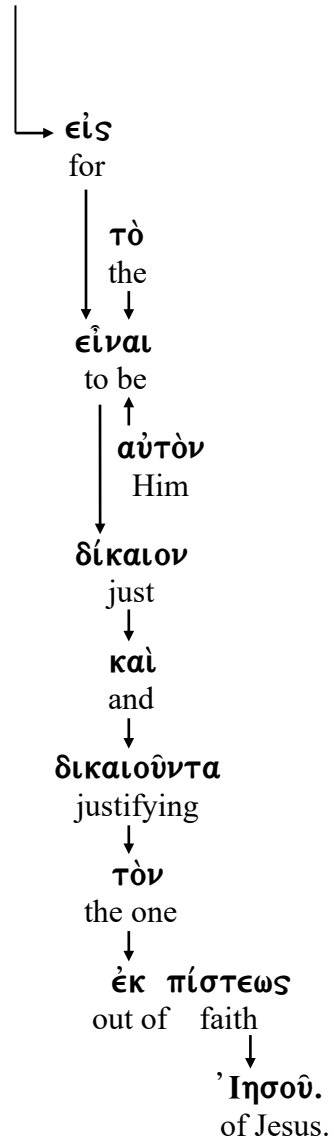 εἰς
for
τὸ
the
εἶναι
to be
αὐτὸν
Him
δίκαιον
just
καὶ
and
δικαιοῦντα
justifying
τὸν
the one
ἐκ πίστεως
out of faith
᾿Ιησοῦ.
of Jesus.